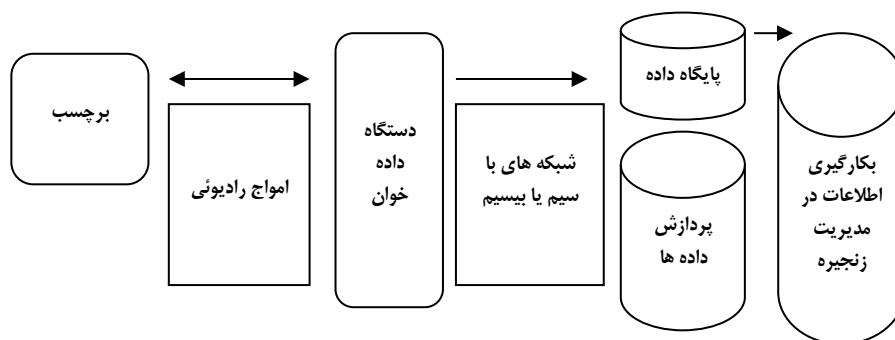 برچسب
امواج رادیوئی
دستگاه
داده
خوان
شبکه های با
سیم یا بیسیم
پایگاه داده
پردازش
داده ها
بکارگیری
اطلاعات در
مدیریت
زنجیره